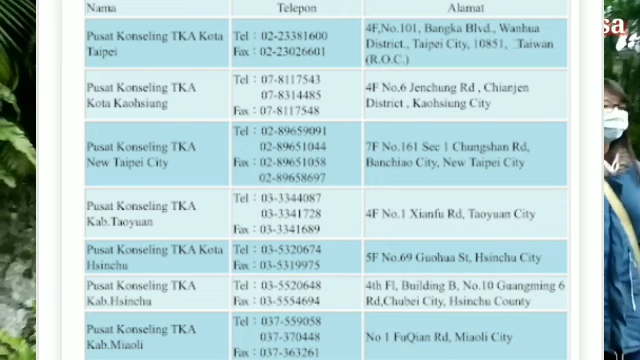 Nama Telepon Alamat
Pusat Konseling TKA Kota Taipei
Tel : 02-23381600
Fax : 02-23026601
4F,No.101, Bangka Blvd., Wanhua
District., Taipei City, 10851, Taiwan
(R.O.C.)
Pusat Konseling TKA
Kota Kaohsiung
Tel : 07-8117543
07-8314485
Fax : 07-8117548
4F No.6 Jenchung Rd , Chianjen
District , Kaohsiung City
Pusat Konseling TKA
New Taipei City
Tel : 02-89659091
02-89651044
Fax : 02-89651058
02-89658697
7F No.161 Sec 1 Chungshan Rd,
Banchiao City, New Taipei City
Pusat Konseling TKA
Kab.Taoyuan
Tel : 03-3344087
03-3341728
Fax : 03-3341689
4F No.1 Xianfu Rd, Taoyuan City
Pusat Konseling TKA Kota
Hsinchu
Tel : 03-5320674
Fax : 03-5319975
5F No.69 Guohua St, Hsinchu City
Pusat Konseling TKA
Kab.Hsinchu
Tel : 03-5520648
Fax : 03-5554694
4th Fl, Building B, No.10 Guangming 6
Rd,Chubei City, Hsinchu County
Pusat Konseling TKA
Kab.Miaoli
Tel : 037-559058
037-370448
Fax : 037-363261
No 1 FuQian Rd, Miaoli City